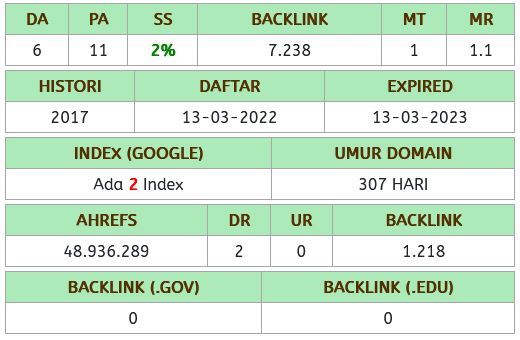 DA PA SS BACKLINK MT MR
6 11 2% 7.238 1 1.1
HISTORI DAFTAR EXPIRED
2017 13-03-2022 13-03-2023
INDEX (GOOGLE) UMUR DOMAIN
Ada 2 Index 307 HARI
AHREFS DR UR BACKLINK
48.936.289 2 0 1.218
BACKLINK (.GOV) BACKLINK (.EDU)
0 0